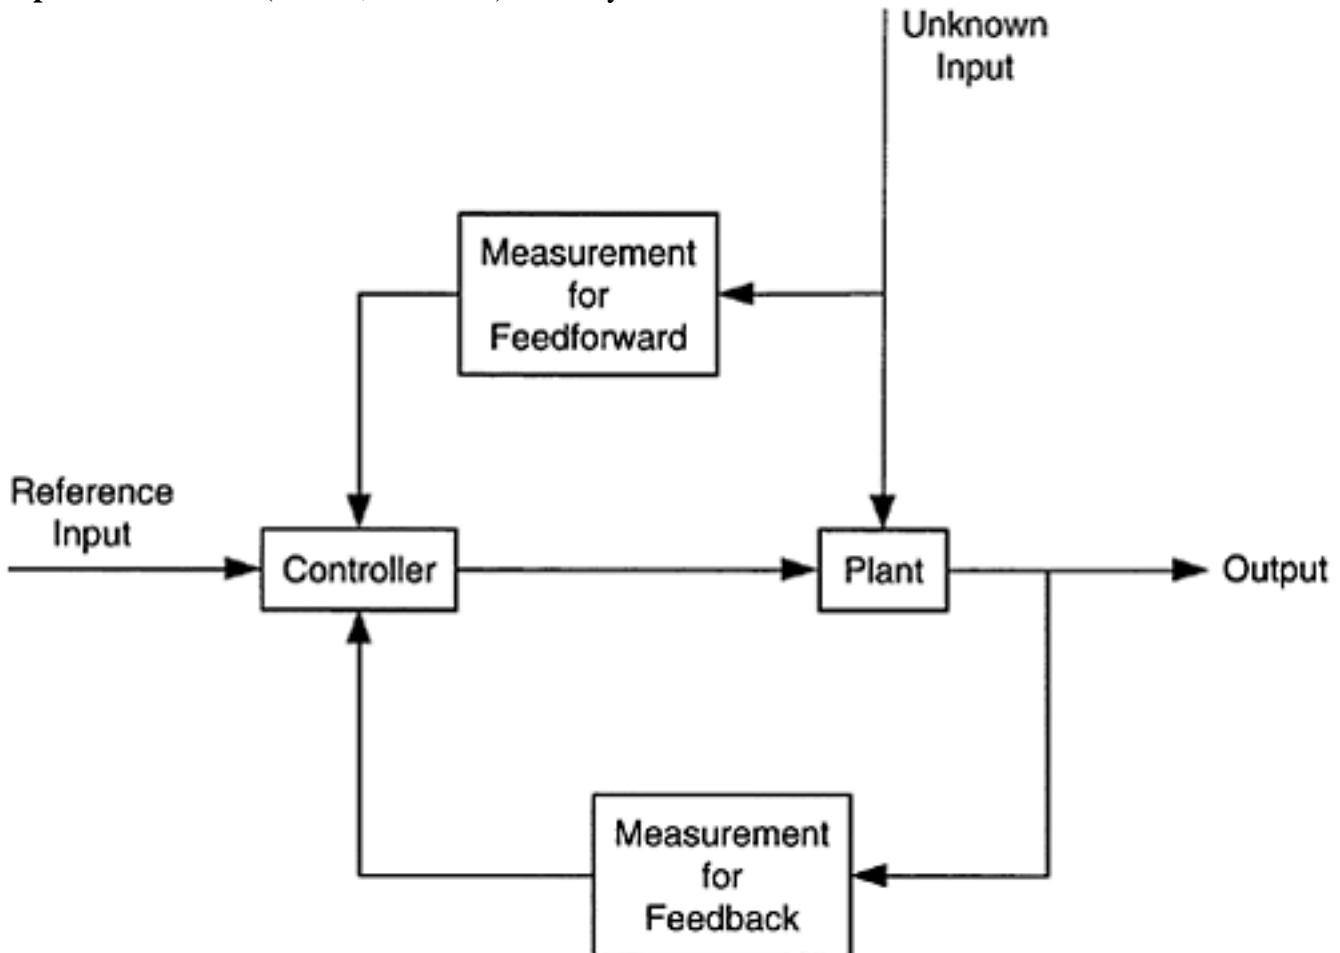 Unknown
Input
Measurement
for
Feedforward
Reference
Input
Controller
Plant
Output
Measurement
for
Feedback